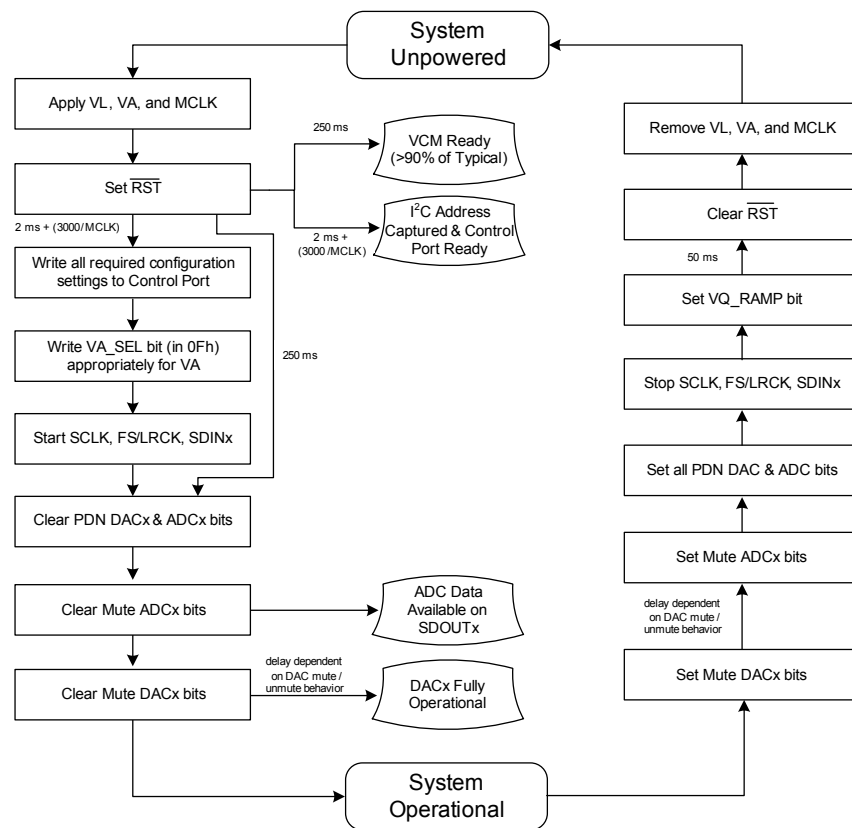 System
Unpowered
Apply VL, VA, and MCLK
Set RST
2 ms + (3000/MCLK)
Write all required configuration
settings to Control Port
Write VA_SEL bit (in 0Fh)
appropriately for VA
250 ms
Start SCLK, FS/LRCK, SDINx
Clear PDN DACx & ADCx bits
Clear Mute ADCx bits
Clear Mute DACx bits
250 ms
VCM Ready
(>90% of Typical)
2 ms +
(3000/MCLK)
I²C Address
Captured & Control
Port Ready
ADC Data
Available on
SDOUTx
delay dependent
on DAC mute /
unmute behavior
DACx Fully
Operational
System
Operational
Remove VL, VA, and MCLK
Clear RST
50 ms
Set VQ_RAMP bit
Stop SCLK, FS/LRCK, SDINx
Set all PDN DAC & ADC bits
Set Mute ADCx bits
delay dependent
on DAC mute /
unmute behavior
Set Mute DACx bits